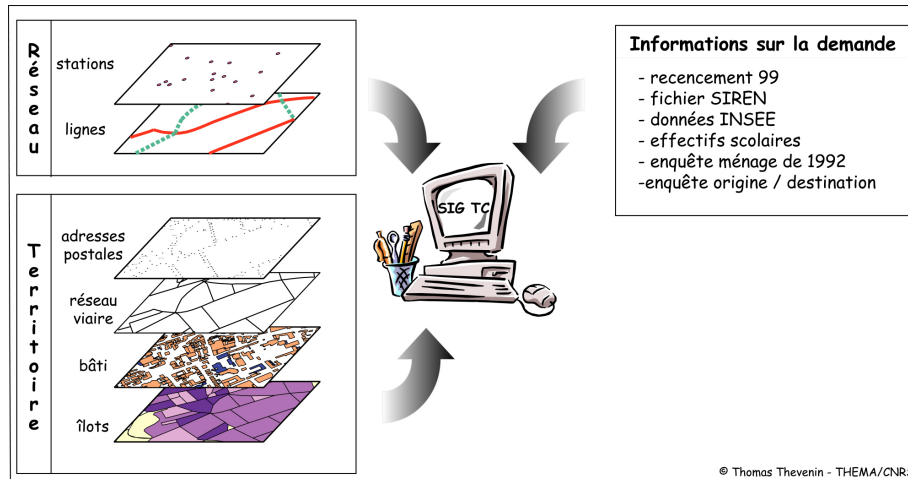 Réseau
stations
lignes
Territoire
adresses
postales
réseau
viaire
bâti
îlots
SIG TC
Informations sur la demande
- recencement 99
- fichier SIREN
- données INSEE
- effectifs scolaires
- enquête ménage de 1992
-enquête origine / destination
© Thomas Thevenin - THEMA/CNR